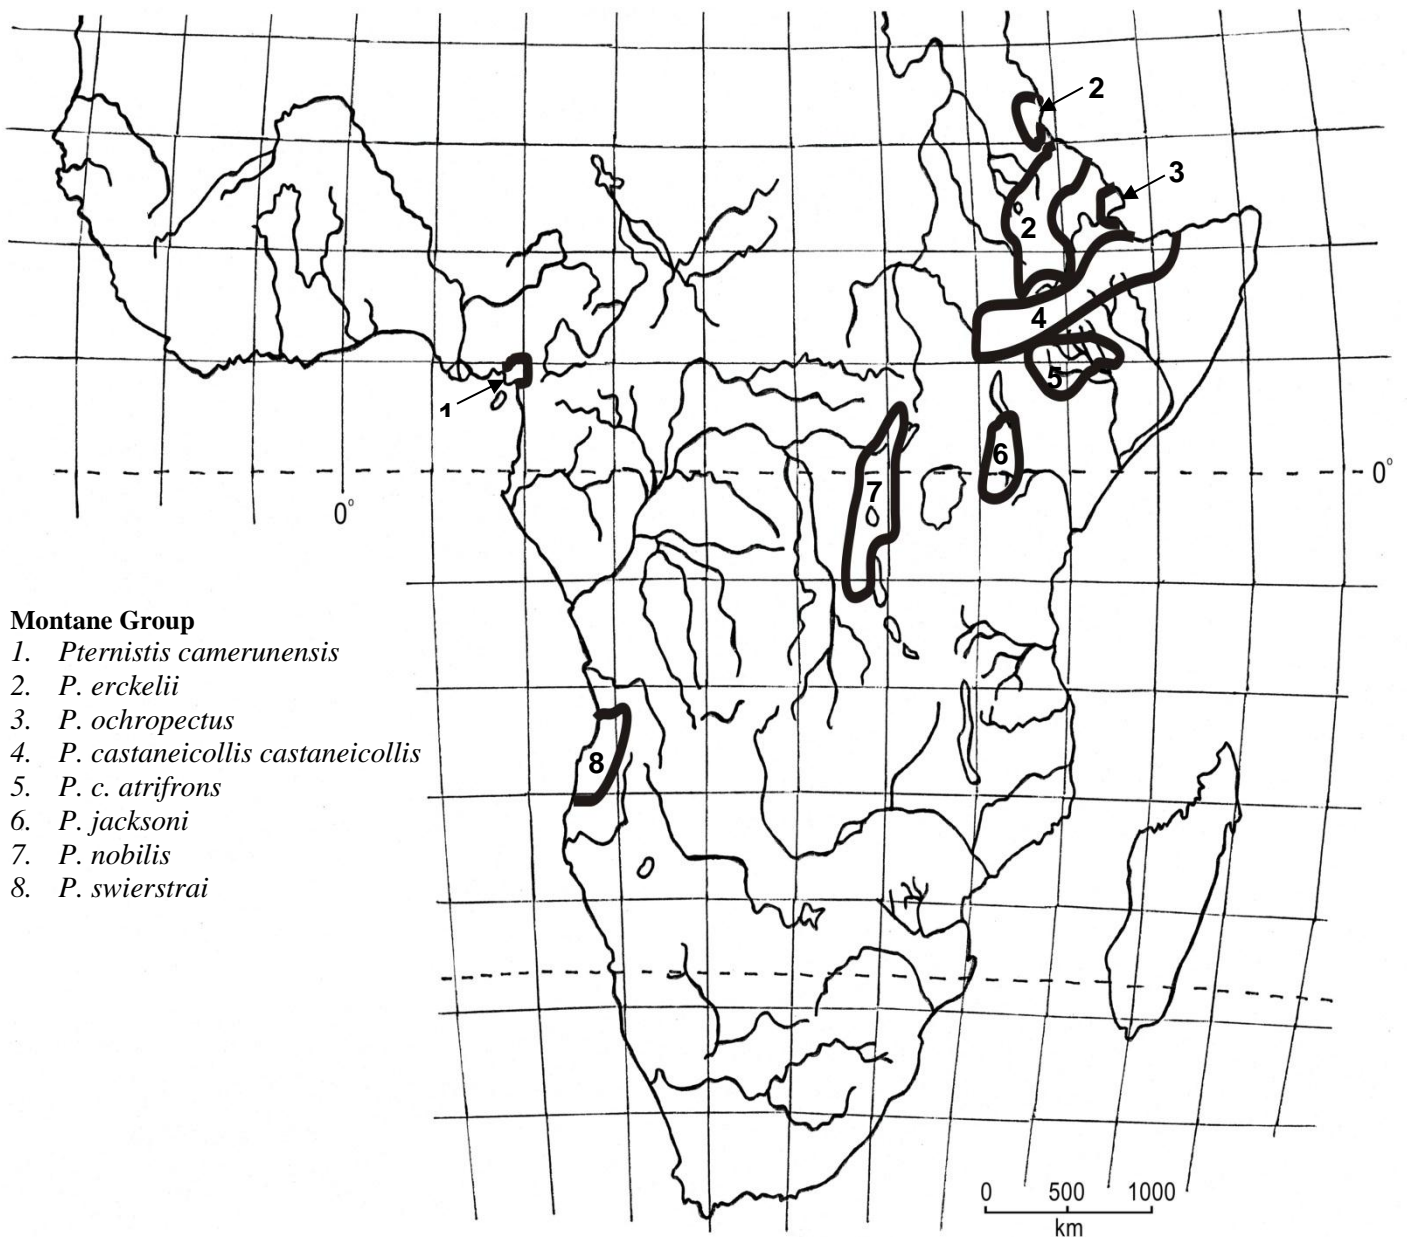 2
3
2
4
5
1
6
0°
7
0°
Montane Group
1. Pternistis camerunensis
2. P. erckelii
3. P. ochropectus
4. P. castaneicollis castaneicollis
5. P. c. atrifrons
6. P. jacksoni
7. P. nobilis
8. P. swierstrai
8
0 500 1000
km